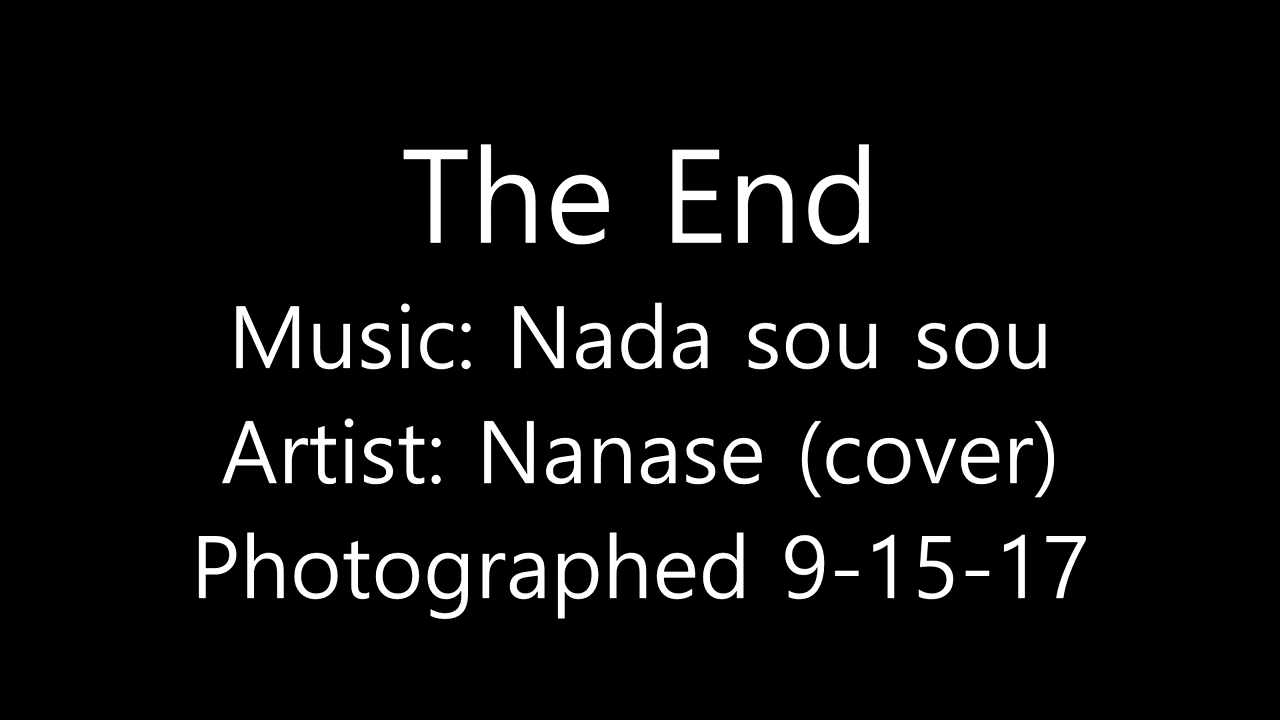 The End
Music: Nada sou sou
Artist: Nanase (cover)
Photographed 9-15-17